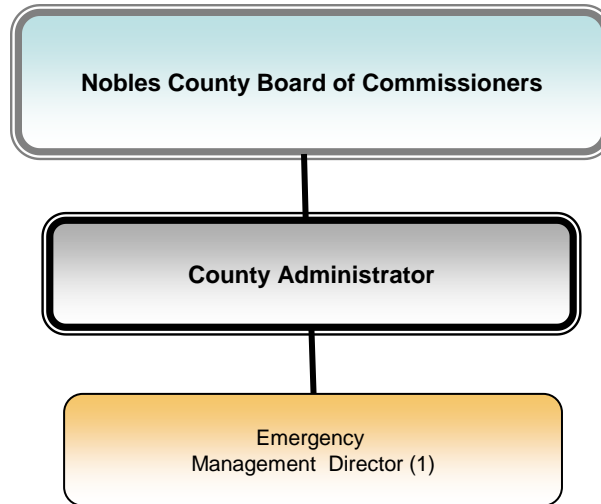 Nobles County Board of Commissioners
County Administrator
Emergency
Management Director (1)